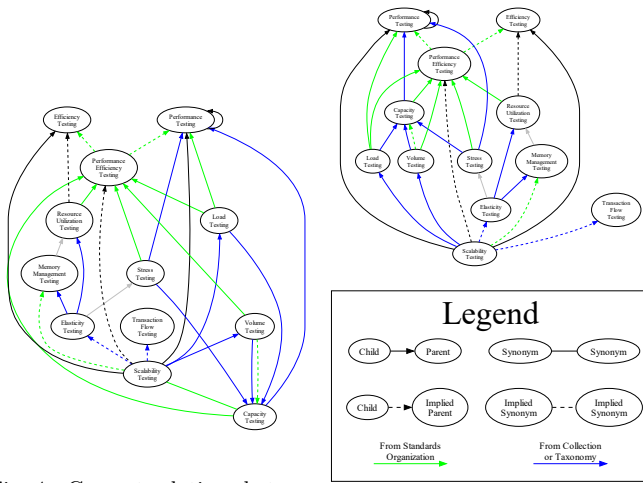 Performance
Testing
Efficiency
Testing
Performance
Efficiency
Testing
Capacity
Testing
Resource
Utilization
Testing
Load
Testing
Volume
Testing
Stress
Testing
Memory
Management
Testing
Elasticity
Testing
Transaction
Flow
Testing
Scalability
Testing
Efficiency
Testing
Performance
Testing
Performance
Efficiency
Testing
Resource
Utilization
Testing
Load
Testing
Memory
Management
Testing
Stress
Testing
Elasticity
Testing
Transaction
Flow
Testing
Volume
Testing
Scalability
Testing
Capacity
Testing
Legend
Child
Parent
Synonym
Synonym
Child
Implied
Parent
Implied
Synonym
Implied
Synonym
From Standards
Organization
From Collection
or Taxonomy